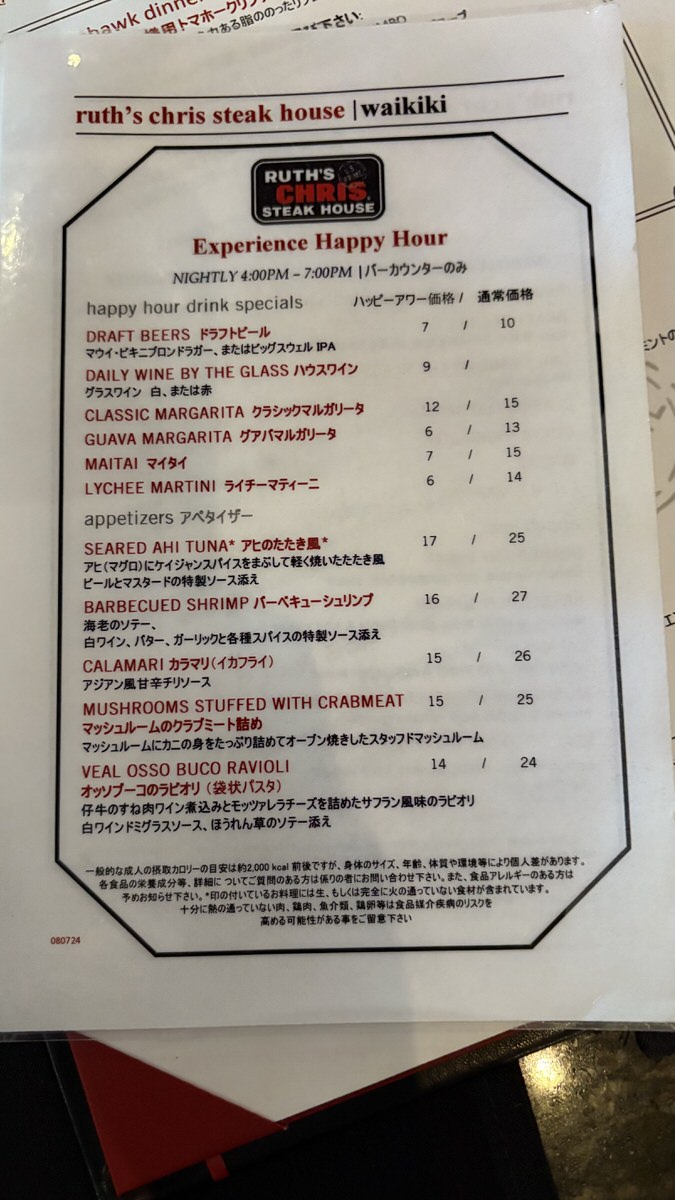 hawk dinner
ruth's chris steak house | waikiki
RUTH'S
CHRIS
STEAK HOUSE
Experience Happy Hour
NIGHTLY 4:00PM – 7:00PM | バーカウンターのみ
happy hour drink specials ハッピーアワー価格 / 通常価格
DRAFT BEERS ドラフトビール 7 / 10
マウイ・ビキニブロンドラガー、またはビッグスウェル IPA
DAILY WINE BY THE GLASS ハウスワイン 9 /
グラスワイン 白、または赤
CLASSIC MARGARITA クラシックマルガリータ 12 / 15
GUAVA MARGARITA グアバマルガリータ 6 / 13
MAITAI マイタイ 7 / 15
LYCHEE MARTINI ライチーマティーニ 6 / 14
appetizers アペタイザー
SEARED AHI TUNA* アヒのたたき風* 17 / 25
アヒ(マグロ)にケイジャンスパイスをまぶして軽く焼いたたたき風
ビールとマスタードの特製ソース添え
BARBECUED SHRIMP バーベキューシュリンプ 16 / 27
海老のソテー、
白ワイン、バター、ガーリックと各種スパイスの特製ソース添え
CALAMARI カラマリ(イカフライ) 15 / 26
アジアン風甘辛チリソース
MUSHROOMS STUFFED WITH CRABMEAT 15 / 25
マッシュルームのクラブミート詰め
マッシュルームにカニの身をたっぷり詰めてオーブン焼きしたスタッフドマッシュルーム
VEAL OSSO BUCO RAVIOLI 14 / 24
オッソブーコのラビオリ (袋状パスタ)
仔牛のすね肉ワイン煮込みとモッツァレラチーズを詰めたサフラン風味のラビオリ
白ワインドミグラスソース、ほうれん草のソテー添え
一般的な成人の摂取カロリーの目安は約2,000 kcal 前後ですが、身体のサイズ、年齢、体質や環境等により個人差があります。
各食品の栄養成分等、詳細に ついてご質問のある方は係りの者にお問い合わせ下さい。また、食品アレルギーのある方は
予めお知らせ下さい。*印の付いているお料理には生、もしくは完全に火の通っていない食材が含まれています。
十分に熱の通っていない肉、鶏肉、魚介類、鶏卵等は食品媒介疾病のリスクを
高める可能性がある事をご留意下さい
080724